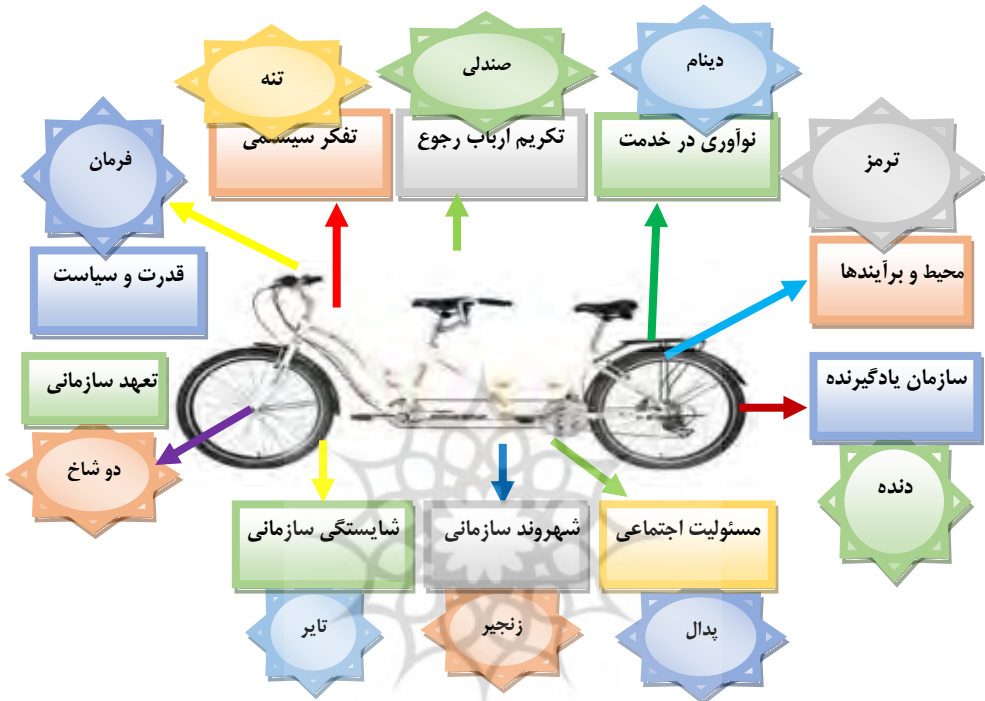 دینام
صندلی
تنه
نوآوری در خدمت
تکریم ارباب رجوع
تفکر سیستمی
ترمز
فرمان
محیط و برآیندها
قدرت و سیاست
سازمان یادگیرنده
تعهد سازمانی
دنده
دو شاخ
مسئولیت اجتماعی
شهروند سازمانی
شایستگی سازمانی
پدال
زنجیر
تایر